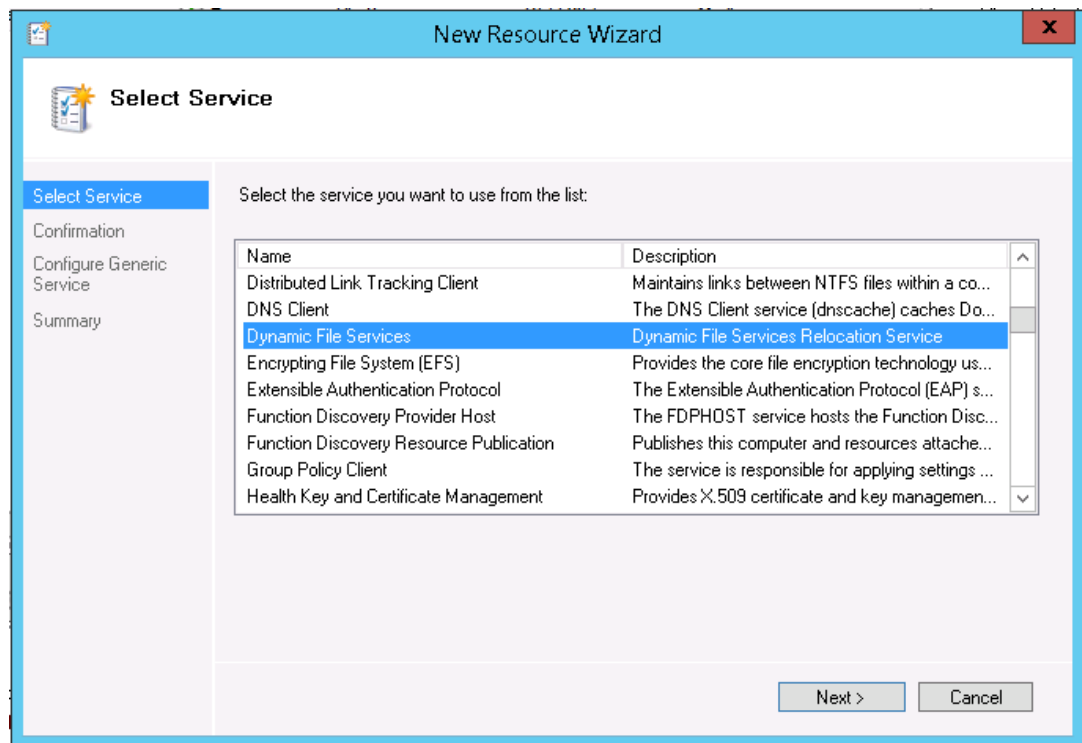 New Resource Wizard
x
Select Service
Select Service
Confirmation
Configure Generic
Service
Summary
Select the service you want to use from the list:
Name Description
Distributed Link Tracking Client Maintains links between NTFS files within a co...
DNS Client The DNS Client service (dnscache) caches Do...
Dynamic File Services Dynamic File Services Relocation Service
Encrypting File System (EFS) Provides the core file encryption technology us...
Extensible Authentication Protocol The Extensible Authentication Protocol (EAP) s...
Function Discovery Provider Host The FDPHOST service hosts the Function Disc...
Function Discovery Resource Publication Publishes this computer and resources attache...
Group Policy Client The service is responsible for applying settings ...
Health Key and Certificate Management Provides X.509 certificate and key managemen...
Next > Cancel